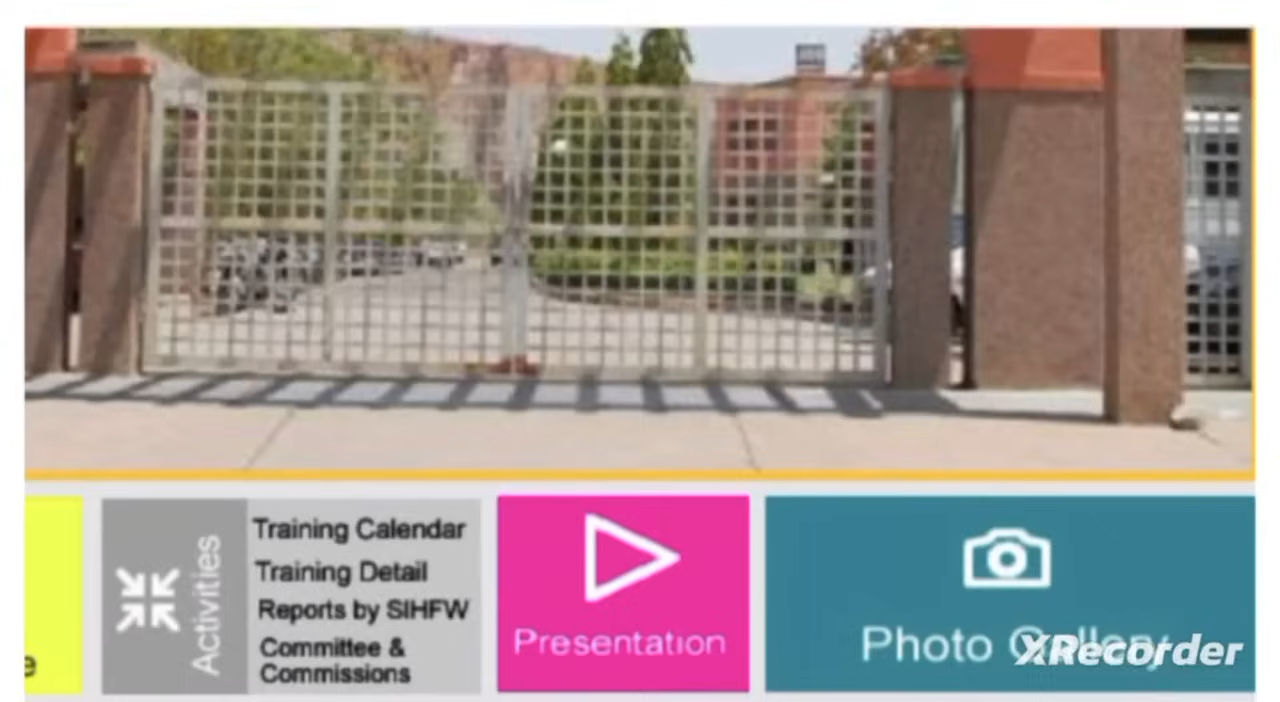 Activities
Training Calendar
Training Detail
Reports by SIHFW
Committee &
Commissions
Presentation
Photo Gallery
XRecorder